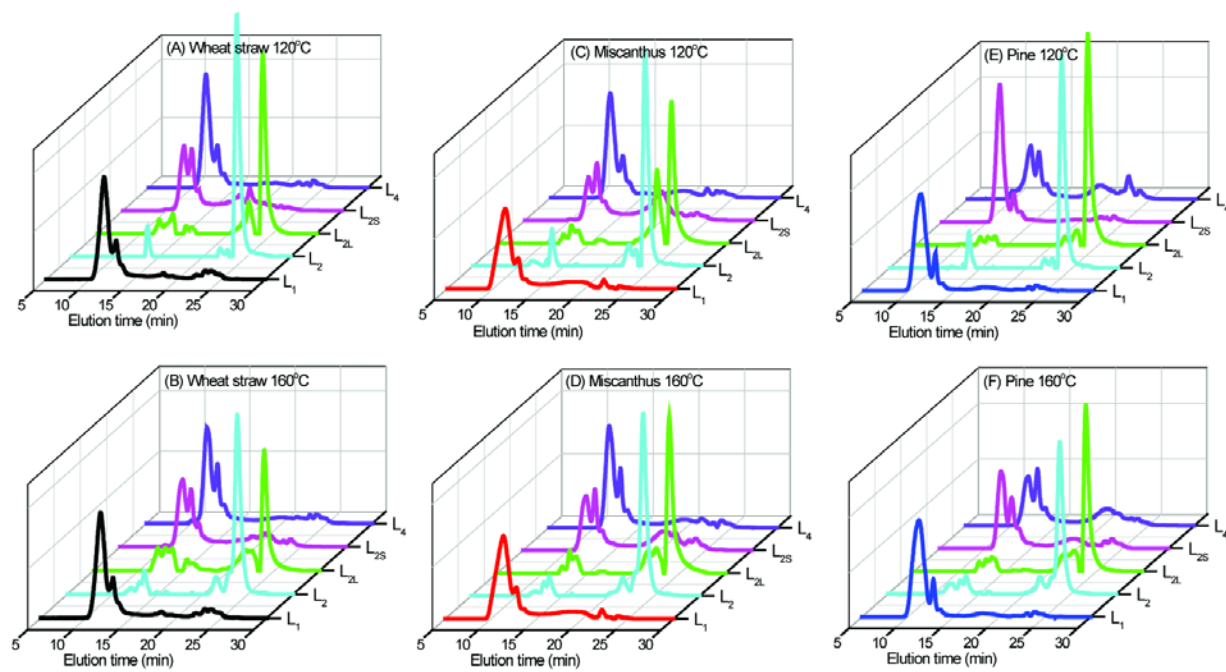 (A) Wheat straw 120°C
L4
L2S
L2L
L2
L1
5 10 15 20 25 30
Elution time (min)
(C) Miscanthus 120°C
L4
L2S
L2L
L2
L1
5 10 15 20 25 30
Elution time (min)
(E) Pine 120°C
L4
L2S
L2L
L2
L1
5 10 15 20 25 30
Elution time (min)
(B) Wheat straw 160°C
L4
L2S
L2L
L2
L1
5 10 15 20 25 30
Elution time (min)
(D) Miscanthus 160°C
L4
L2S
L2L
L2
L1
5 10 15 20 25 30
Elution time (min)
(F) Pine 160°C
L4
L2S
L2L
L2
L1
5 10 15 20 25 30
Elution time (min)